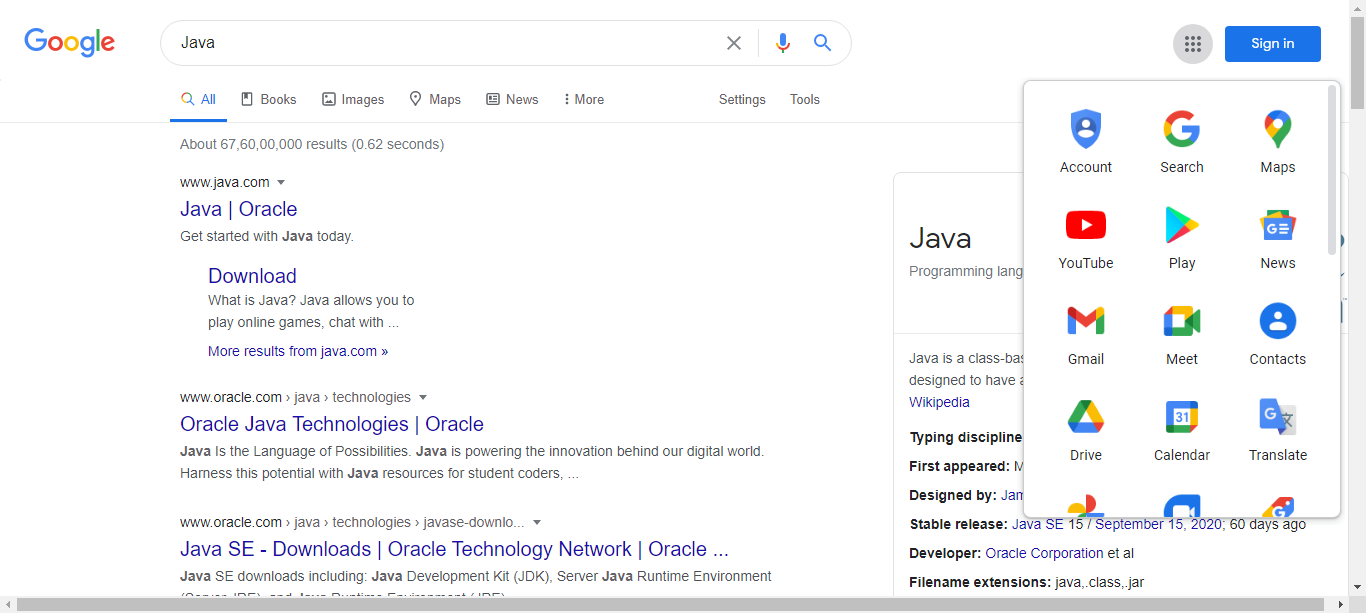 Google
Java
Sign in
All
Books
Images
Maps
News
More
Settings
Tools
About 67,60,00,000 results (0.62 seconds)
www.java.com
Java | Oracle
Get started with Java today.
Download
What is Java? Java allows you to
play online games, chat with ...
More results from java.com »
www.oracle.com › java › technologies
Oracle Java Technologies | Oracle
Java Is the Language of Possibilities. Java is powering the innovation behind our digital world.
Harness this potential with Java resources for student coders, ...
www.oracle.com › java › technologies › javase-downlo...
Java SE - Downloads | Oracle Technology Network | Oracle ...
Java SE downloads including: Java Development Kit (JDK), Server Java Runtime Environment
Java
Programming lang
Java is a class-bas
designed to have a
Wikipedia
Typing discipline
First appeared: M
Designed by: Jam
Stable release: Java SE 15 / September 15, 2020; 60 days ago
Developer: Oracle Corporation et al
Filename extensions: java,.class,.jar
Account
Search
Maps
YouTube
Play
GE
News
Gmail
Meet
Contacts
Drive
31
Calendar
G
Translate